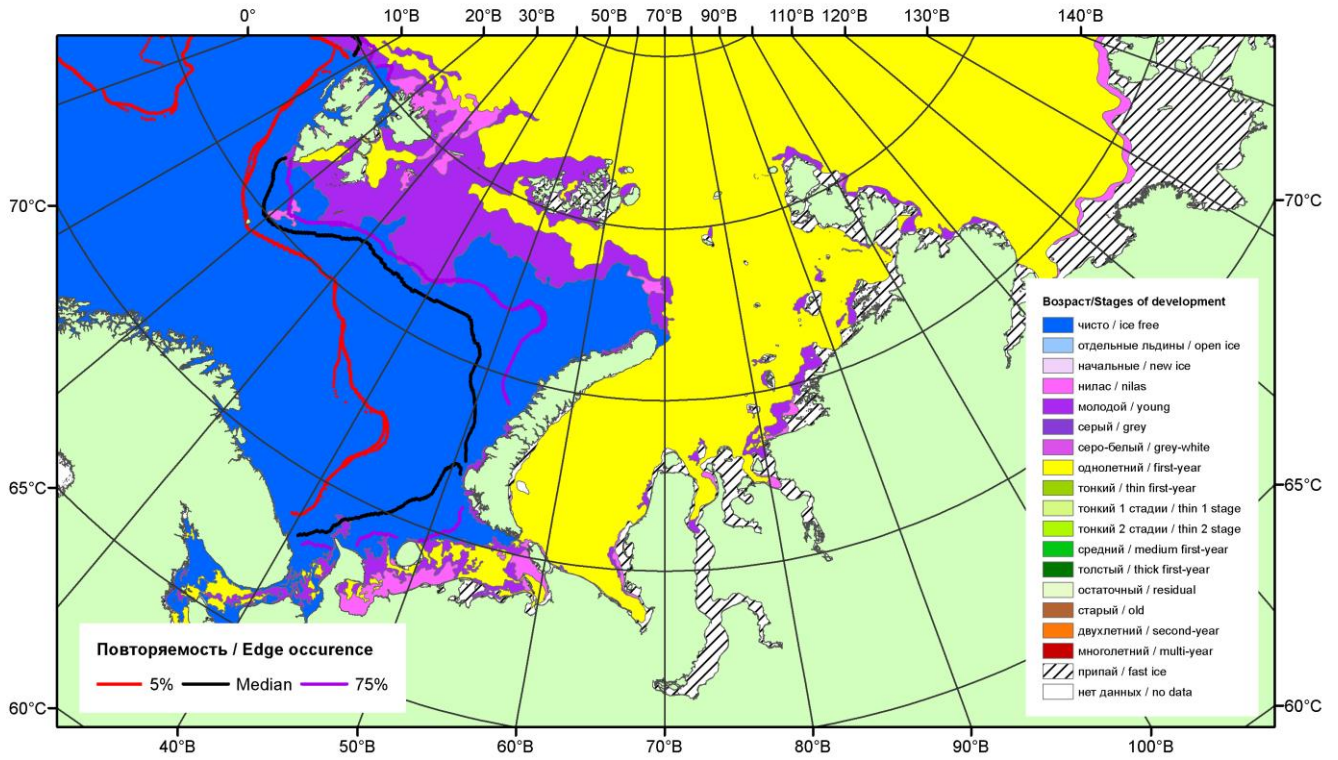 0° 10°В 20°В 30°В 50°В 70°В 90°В 110°В 120°В 130°В 140°В
70°С 70°С
65°С 65°С
60°С 60°С
Возраст/Stages of development
чисто / ice free
отдельные льдины / open ice
начальные / new ice
нилас / nilas
молодой / young
серый / grey
серо-белый / grey-white
однолетний / first-year
тонкий / thin first-year
тонкий 1 стадии / thin 1 stage
тонкий 2 стадии / thin 2 stage
средний / medium first-year
толстый / thick first-year
остаточный / residual
старый / old
двухлетний / second-year
многолетний / multi-year
припай / fast ice
нет данных / no data
Повторяемость / Edge occurence
5% Median 75%
40°В 50°В 60°В 70°В 80°В 90°В 100°В